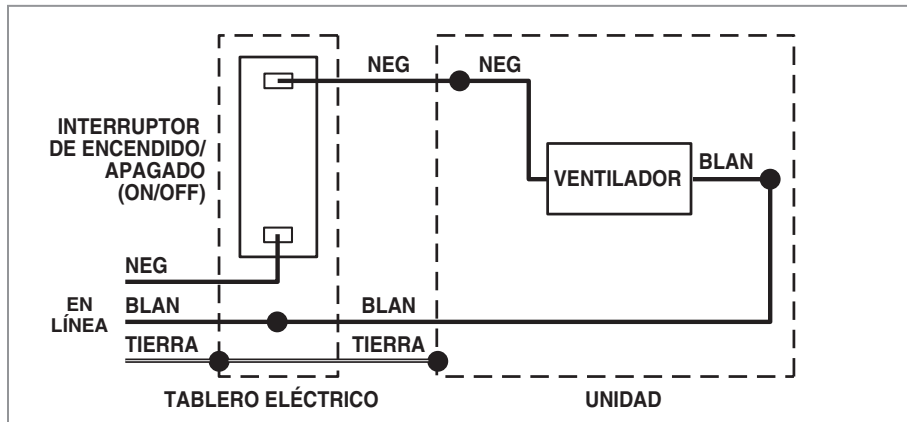 NEG
NEG
INTERRUPTOR
DE ENCENDIDO/
APAGADO
(ON/OFF)
VENTILADOR
BLAN
NEG
EN
LÍNEA
BLAN
BLAN
TIERRA
TIERRA
TABLERO ELÉCTRICO
UNIDAD